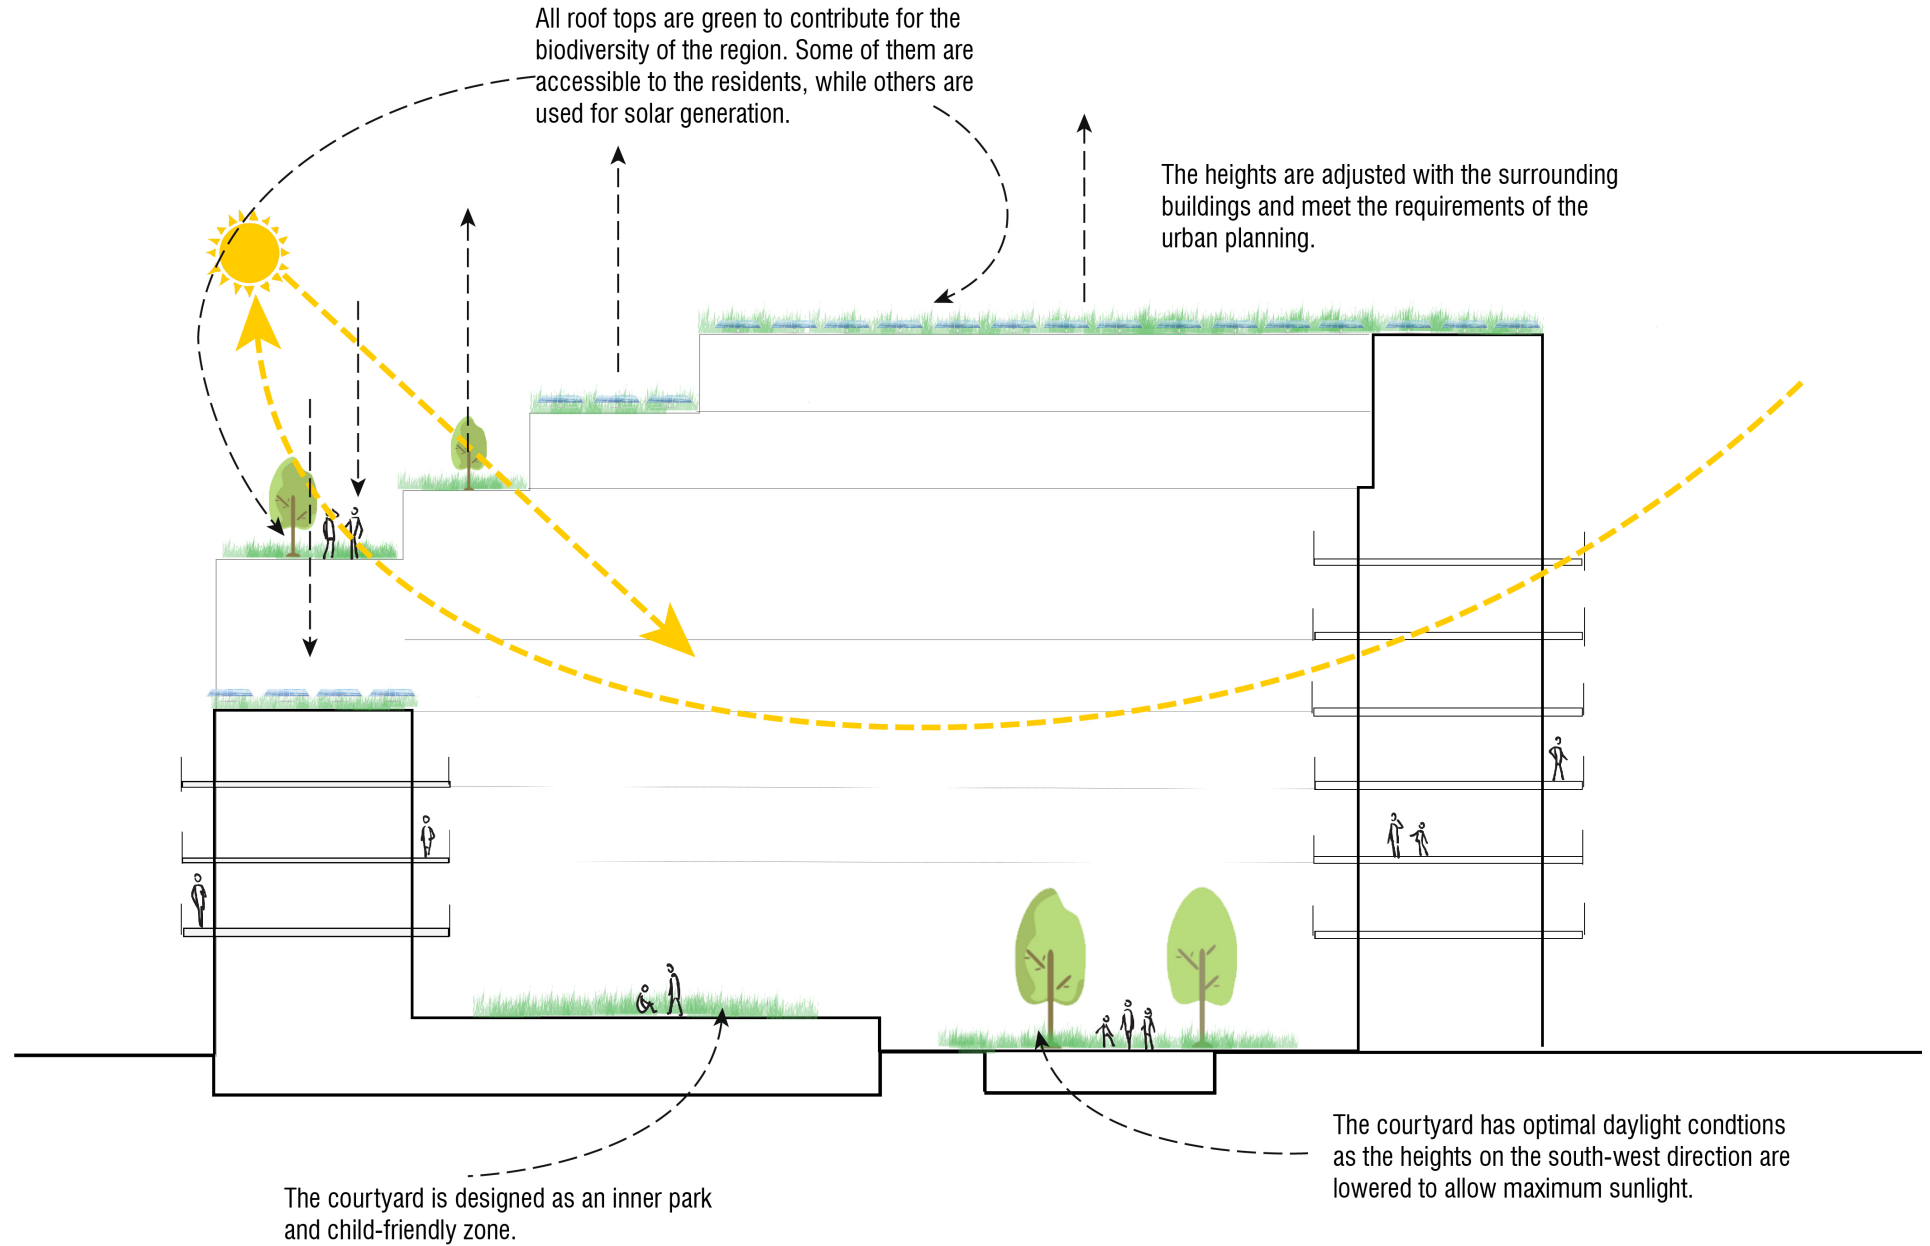 All roof tops are green to contribute for the
biodiversity of the region. Some of them are
accessible to the residents, while others are
used for solar generation.
The heights are adjusted with the surrounding
buildings and meet the requirements of the
urban planning.
The courtyard has optimal daylight condtions
as the heights on the south-west direction are
lowered to allow maximum sunlight.
The courtyard is designed as an inner park
and child-friendly zone.